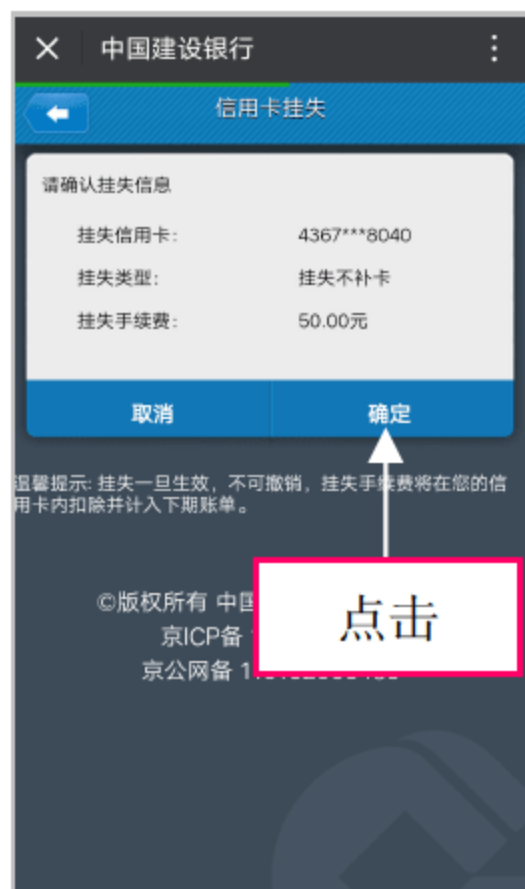 中国建设银行
信用卡挂失
请确认挂失信息
挂失信用卡: 4367***8040
挂失类型: 挂失不补卡
挂失手续费: 50.00元
取消 确定
温馨提示: 挂失一旦生效，不可撤销，挂失手续费将在您的信
用卡内扣除并计入下期账单。
©版权所有 中国
京ICP备
京公网备 1
点击